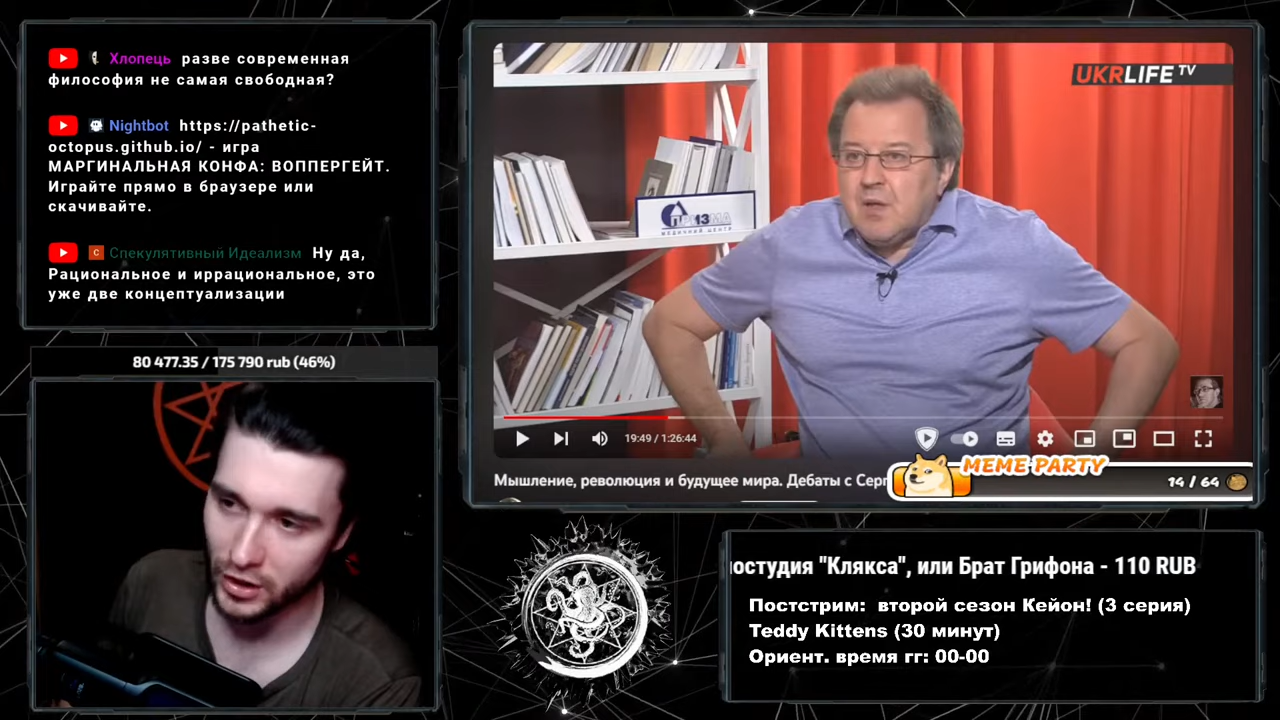 Хлопець разве современная
философия не самая свободная?
Nightbot https://pathetic-
octopus.github.io/ - игра
МАРГИНАЛЬНАЯ КОНФА: ВОППЕРГЕЙТ.
Играйте прямо в браузере или
скачивайте.
Спекулятивный Идеализм Ну да,
Рациональное и иррациональное, это
уже две концептуализации
80 477.35 / 175 790 rub (46%)
UKRLIFE TV
ПРИЗМА
МЕДИЧНИЙ ЦЕНТР
19:49 / 1:26:44
Мышление, революция и будущее мира. Дебаты с Серг
MEME PARTY
14 / 64
остудия "Клякса", или Брат Грифона - 110 RUB
Постстрим: второй сезон Кейон! (3 серия)
Teddy Kittens (30 минут)
Ориент. время гг: 00-00